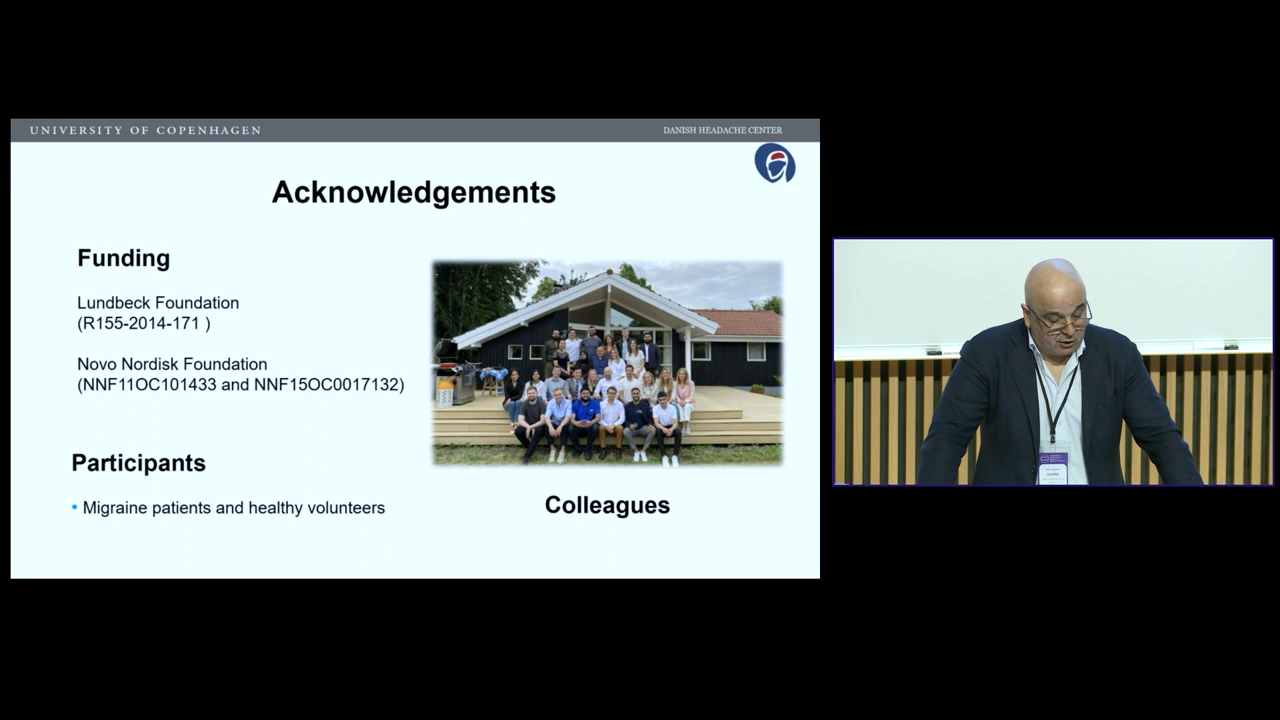 UNIVERSITY OF COPENHAGEN
DANISH HEADACHE CENTER
Acknowledgements
Funding
Lundbeck Foundation
(R155-2014-171 )
Novo Nordisk Foundation
(NNF11OC101433 and NNF15OC0017132)
Participants
• Migraine patients and healthy volunteers
Colleagues